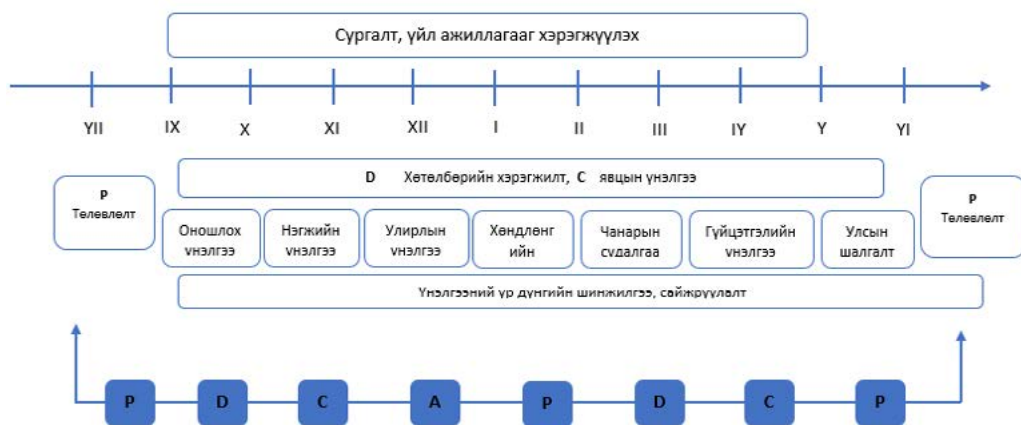 Сургалт, үйл ажиллагааг хэрэгжүүлэх
YII IX X XI XII I II III IY Y YI
D Хөтөлбөрийн хэрэгжилт, C явцын үнэлгээ
P
Төлөвлөлт
P
Төлөвлөлт
Оношлох
үнэлгээ
Нэгжийн
үнэлгээ
Улирлын
үнэлгээ
Хөндлөнг
ийн
Чанарын
судалгаа
Гүйцэтгэлийн
үнэлгээ
Улсын
шалгалт
Үнэлгээний үр дүнгийн шинжилгээ, сайжруулалт
P D C A P D C P